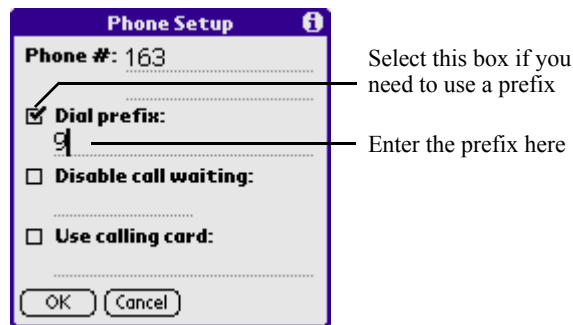 Phone Setup
Phone #: 163
Select this box if you
need to use a prefix
Dial prefix:
9
Enter the prefix here
Disable call waiting:
Use calling card:
OK Cancel